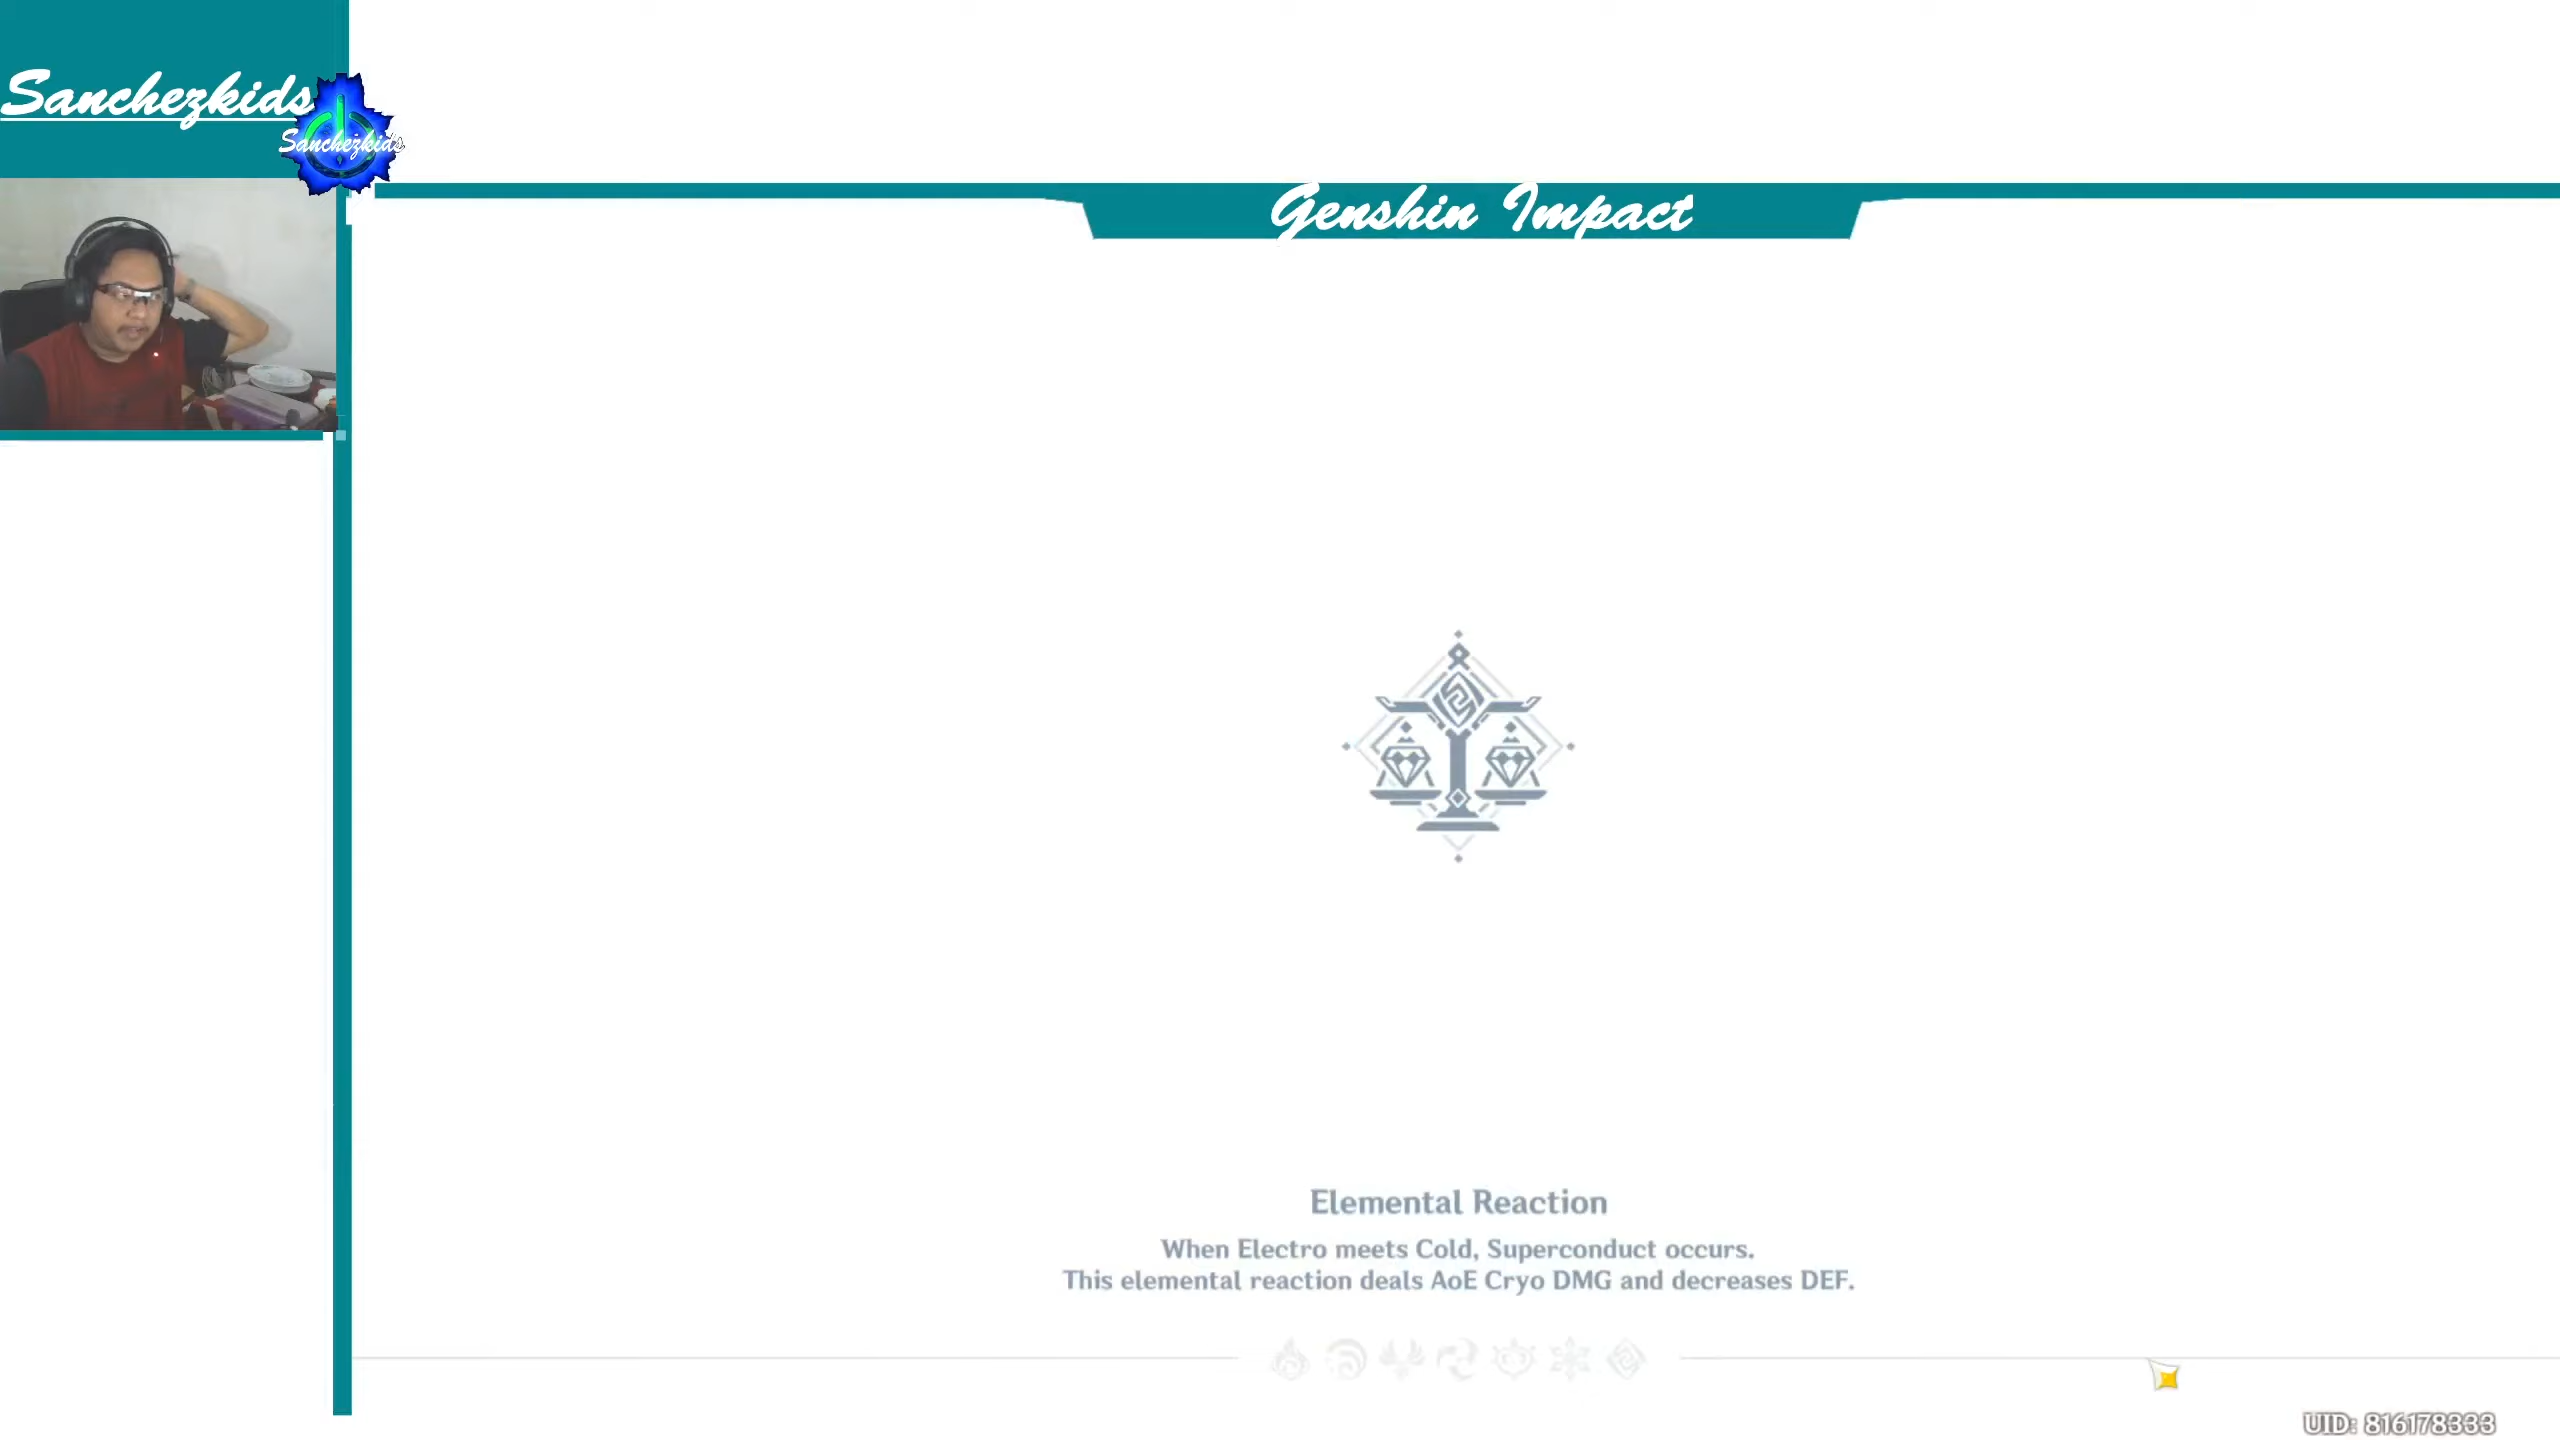 Sanchezkids
Sanchezkids
Genshin Impact
Elemental Reaction
When Electro meets Cold, Superconduct occurs.
This elemental reaction deals AoE Cryo DMG and decreases DEF.
UID: 816178333